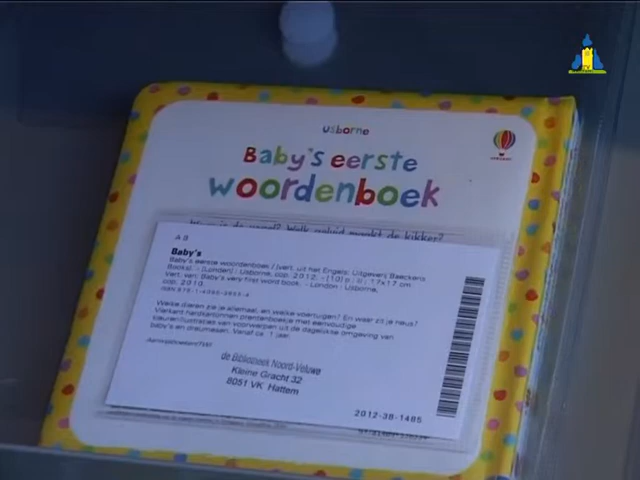 usborne
Baby's eerste
woordenboek
A B
Baby's
Baby's eerste woordenboek / [vert. uit het Engels: Uitgeverij Baeckens
Books]. - [Londen] : Usborne, cop. 2012. - [10] p. : ill ; 17x17 cm
Vert. van: Baby's very first word book. - London : Usborne,
cop. 2010.
Welke dieren zie je allemaal, en welke voertuigen? En waar zit je neus?
Vierkant hardkartonnen prentenboekje met eenvoudige
kleurenillustraties van voorwerpen uit de dagelijkse omgeving van
baby's en dreumesen. Vanaf ca. 1 jaar.
de Bibliotheek Noord-Veluwe
Kleine Gracht 32
8051 VK Hattem
2012-38-1485